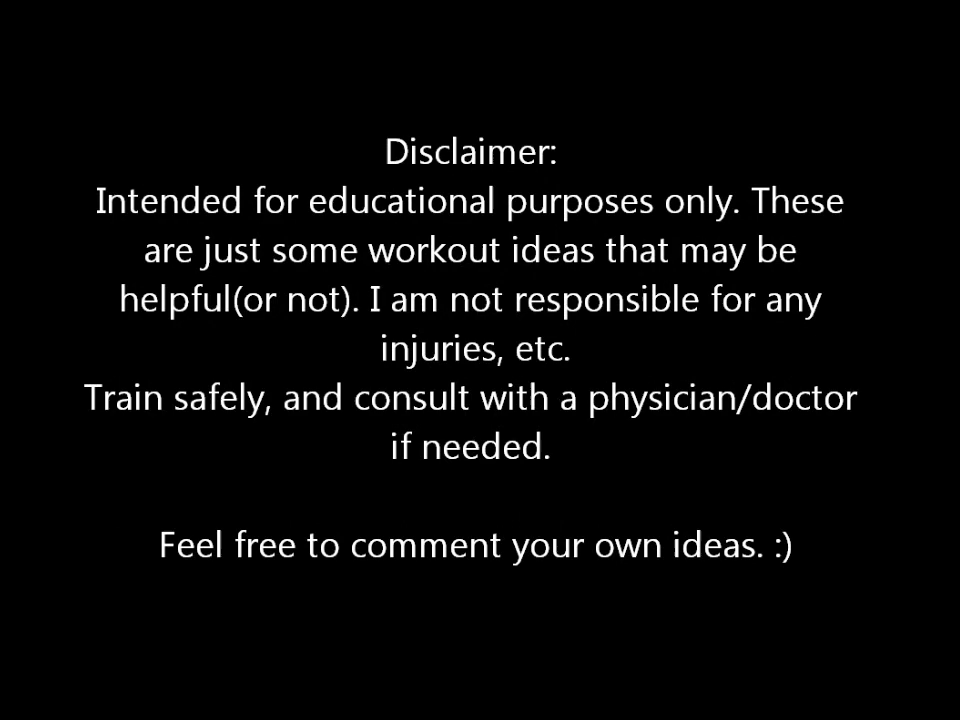 Disclaimer:
Intended for educational purposes only. These
are just some workout ideas that may be
helpful(or not). I am not responsible for any
injuries, etc.
Train safely, and consult with a physician/doctor
if needed.
Feel free to comment your own ideas. :)